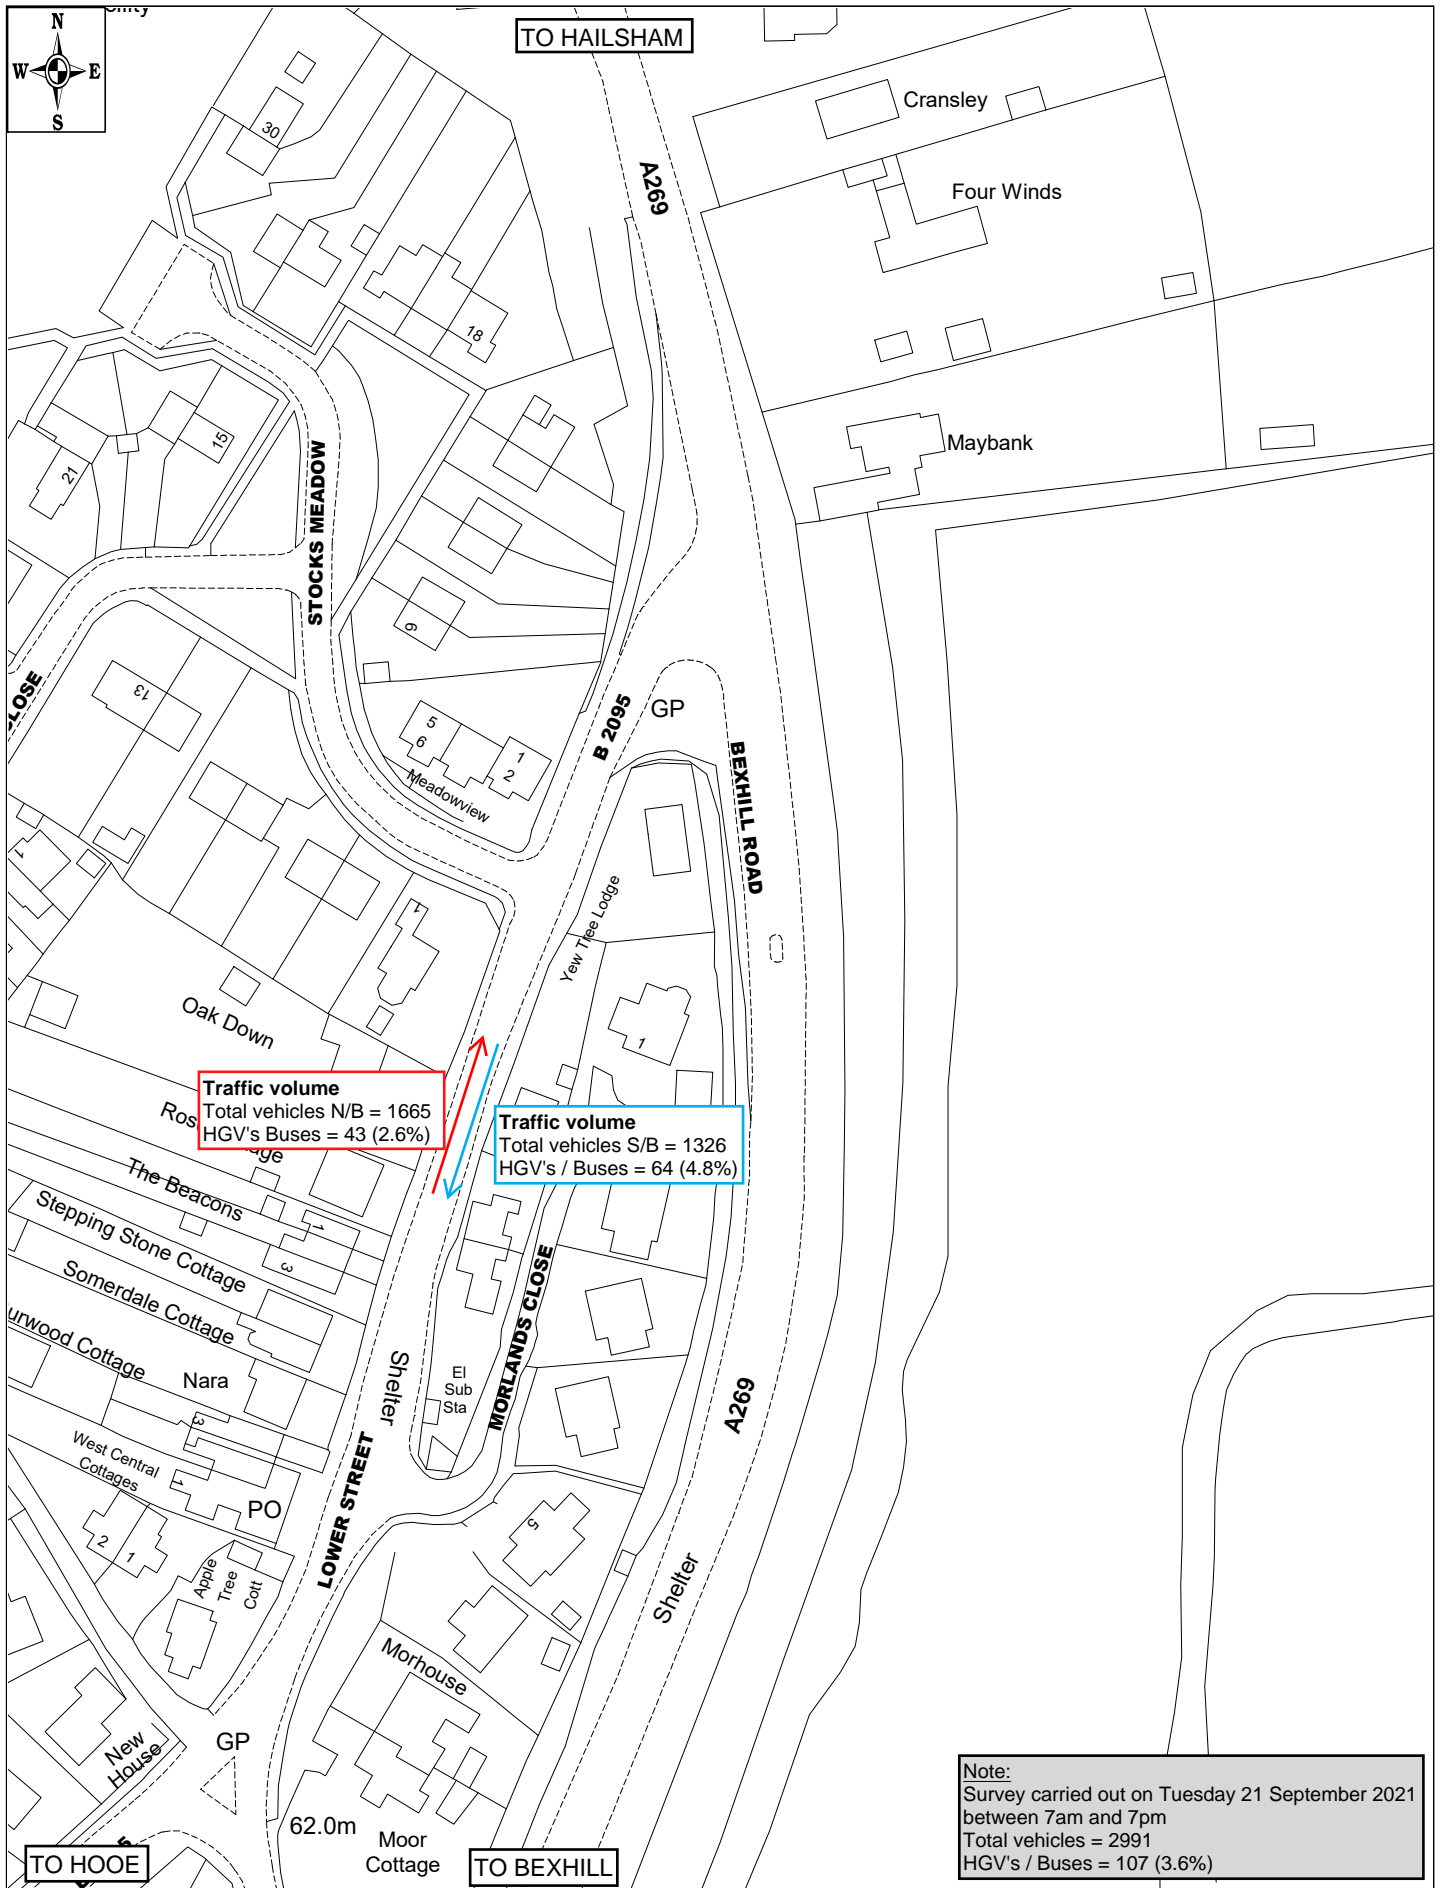 N
W E
S
TO HAILSHAM
30
A269
Cransley
Four Winds
18
15
21
STOCKS MEADOW
Maybank
6
CLOSE
13
B 2095
GP
BEXHILL ROAD
5
6
1
2
Meadowview
1
1
Yew Tree Lodge
Oak Down
1
Traffic volume
Total vehicles N/B = 1665
HGV's Buses = 43 (2.6%)
Traffic volume
Total vehicles S/B = 1326
HGV's / Buses = 64 (4.8%)
The Beacons
1
3
Stepping Stone Cottage
Somerdale Cottage
urwood Cottage
Nara
Shelter
El
Sub
Sta
MORLANDS CLOSE
A269
3
West Central
Cottages
1
PO
LOWER STREET
2
1
Apple
Tree
Cott
5
Shelter
Morhouse
New
House
GP
62.0m
Moor
Cottage
TO HOOE
TO BEXHILL
Note:
Survey carried out on Tuesday 21 September 2021
between 7am and 7pm
Total vehicles = 2991
HGV's / Buses = 107 (3.6%)